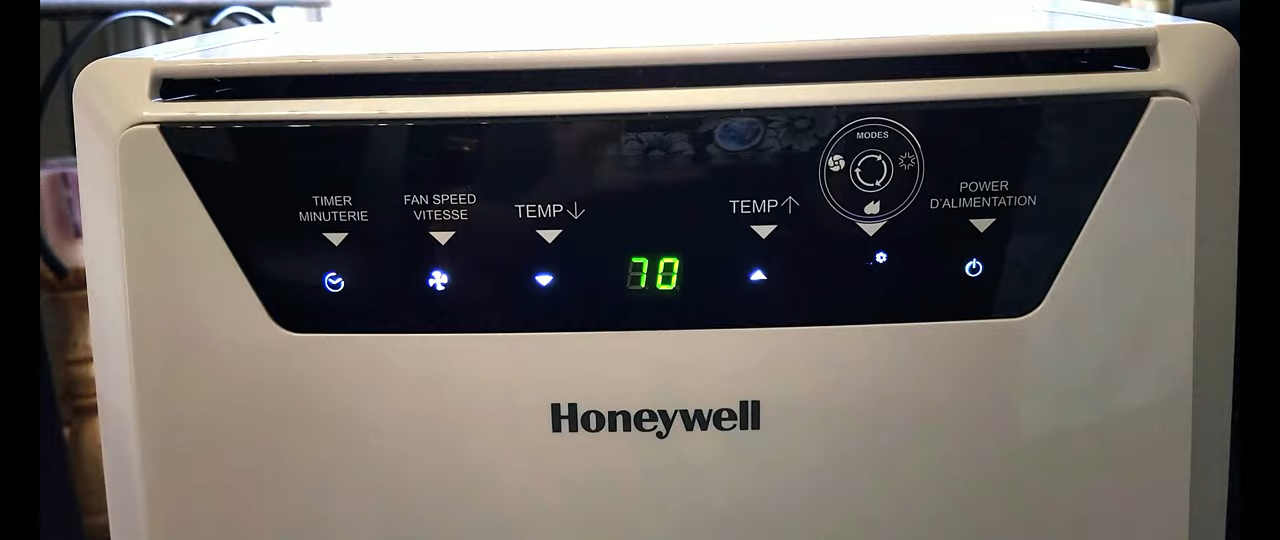 MODES
TIMER
MINUTERIE
FAN SPEED
VITESSE
TEMP↓
TEMP↑
POWER
D'ALIMENTATION
70
Honeywell